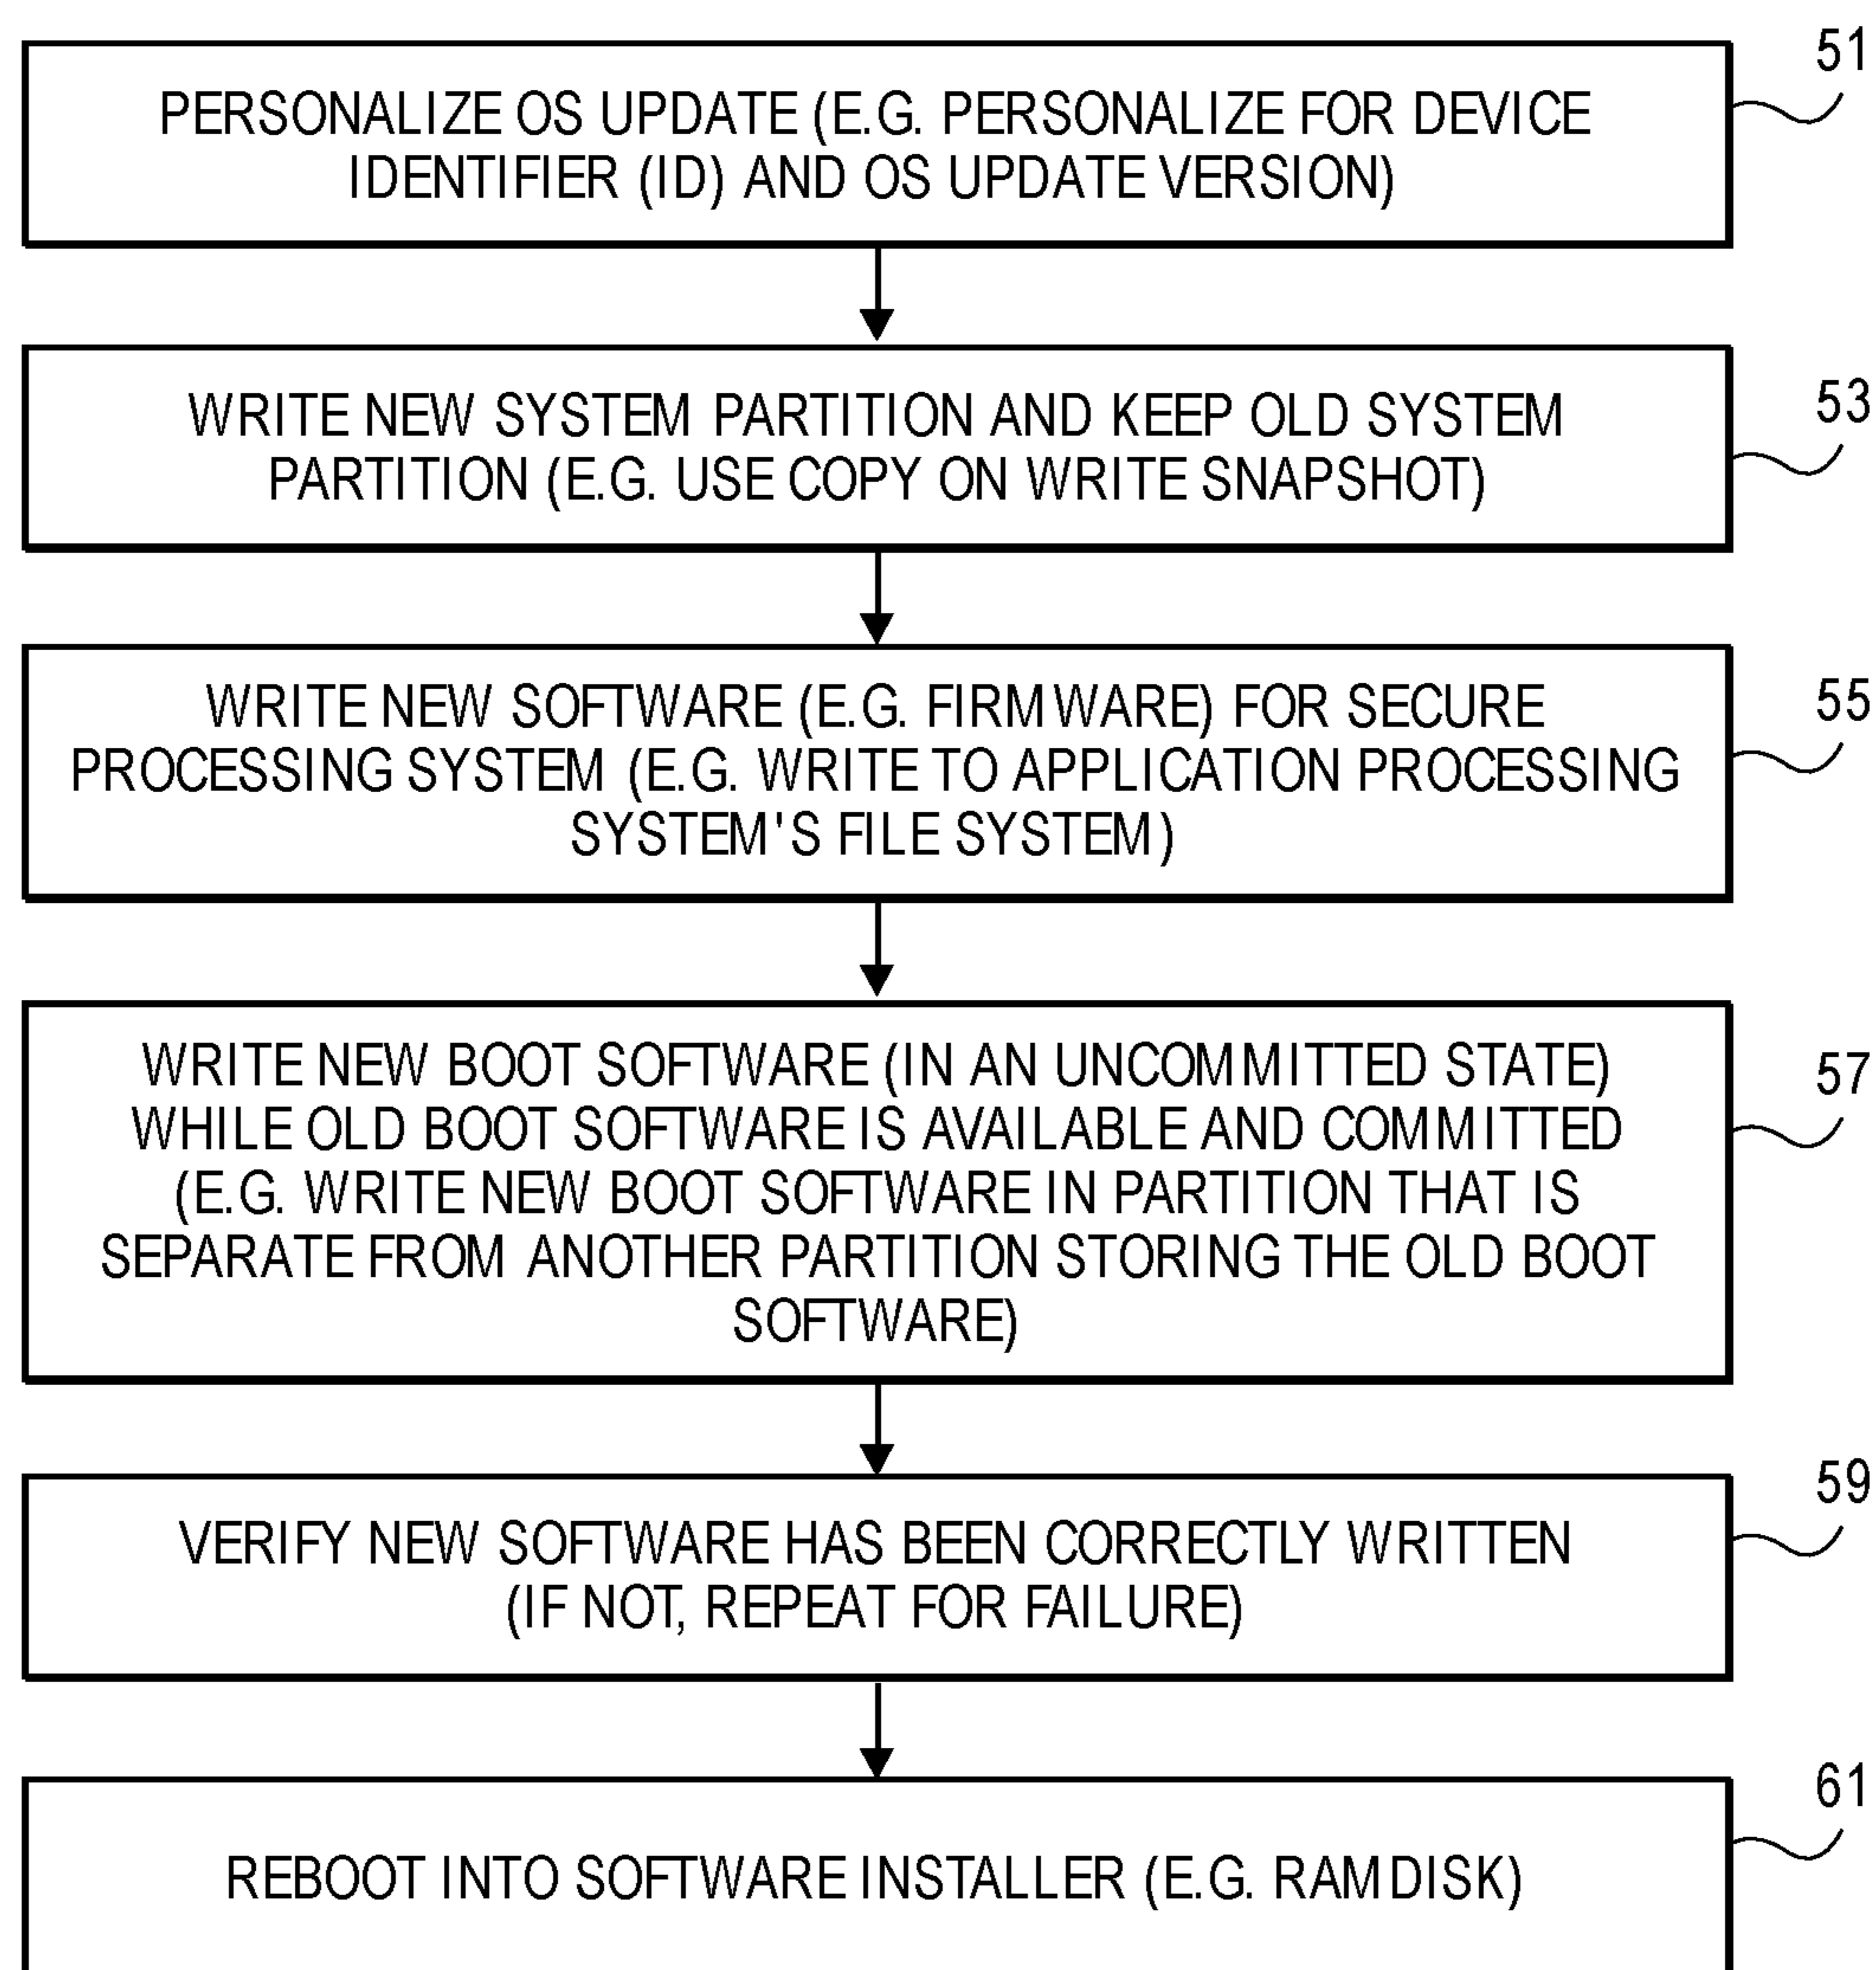 51
PERSONALIZE OS UPDATE (E.G. PERSONALIZE FOR DEVICE
IDENTIFIER (ID) AND OS UPDATE VERSION)
53
WRITE NEW SYSTEM PARTITION AND KEEP OLD SYSTEM
PARTITION (E.G. USE COPY ON WRITE SNAPSHOT)
55
WRITE NEW SOFTWARE (E.G. FIRMWARE) FOR SECURE
PROCESSING SYSTEM (E.G. WRITE TO APPLICATION PROCESSING
SYSTEM'S FILE SYSTEM)
57
WRITE NEW BOOT SOFTWARE (IN AN UNCOMMITTED STATE)
WHILE OLD BOOT SOFTWARE IS AVAILABLE AND COMMITTED
(E.G. WRITE NEW BOOT SOFTWARE IN PARTITION THAT IS
SEPARATE FROM ANOTHER PARTITION STORING THE OLD BOOT
SOFTWARE)
59
VERIFY NEW SOFTWARE HAS BEEN CORRECTLY WRITTEN
(IF NOT, REPEAT FOR FAILURE)
61
REBOOT INTO SOFTWARE INSTALLER (E.G. RAMDISK)